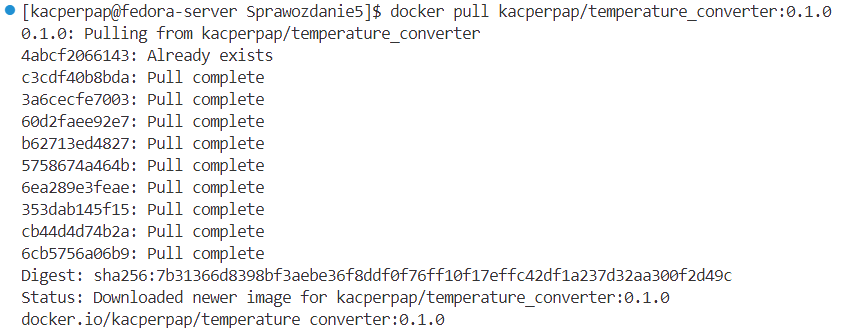 [kacperpap@fedora-server Sprawozdanie5]$ docker pull kacperpap/temperature_converter:0.1.0
0.1.0: Pulling from kacperpap/temperature_converter
4abcf2066143: Already exists
c3cdf40b8bda: Pull complete
3a6cecfe7003: Pull complete
60d2faee92e7: Pull complete
b62713ed4827: Pull complete
5758674a464b: Pull complete
6ea289e3feae: Pull complete
353dab145f15: Pull complete
cb44d4d74b2a: Pull complete
6cb5756a06b9: Pull complete
Digest: sha256:7b31366d8398bf3aebe36f8ddf0f76ff10f17effc42df1a237d32aa300f2d49c
Status: Downloaded newer image for kacperpap/temperature_converter:0.1.0
docker.io/kacperpap/temperature converter:0.1.0